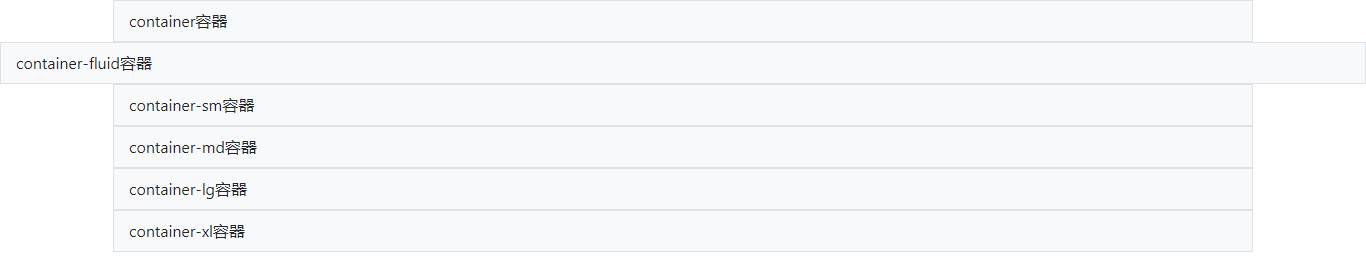 container容器
container-fluid容器
container-sm容器
container-md容器
container-lg容器
container-xl容器